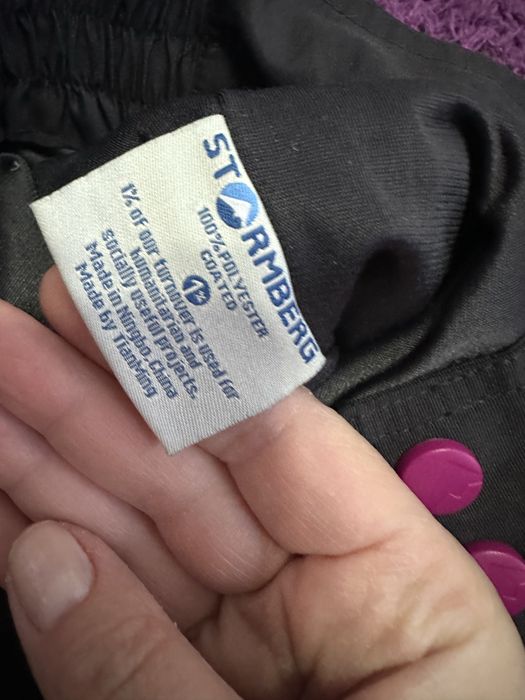 STORMBERG
100% POLYESTER
COATED
1%
1% of our turnover is used for
humanitarian and
socially useful projects.
Made in Ningbo-China
Made by TianMing